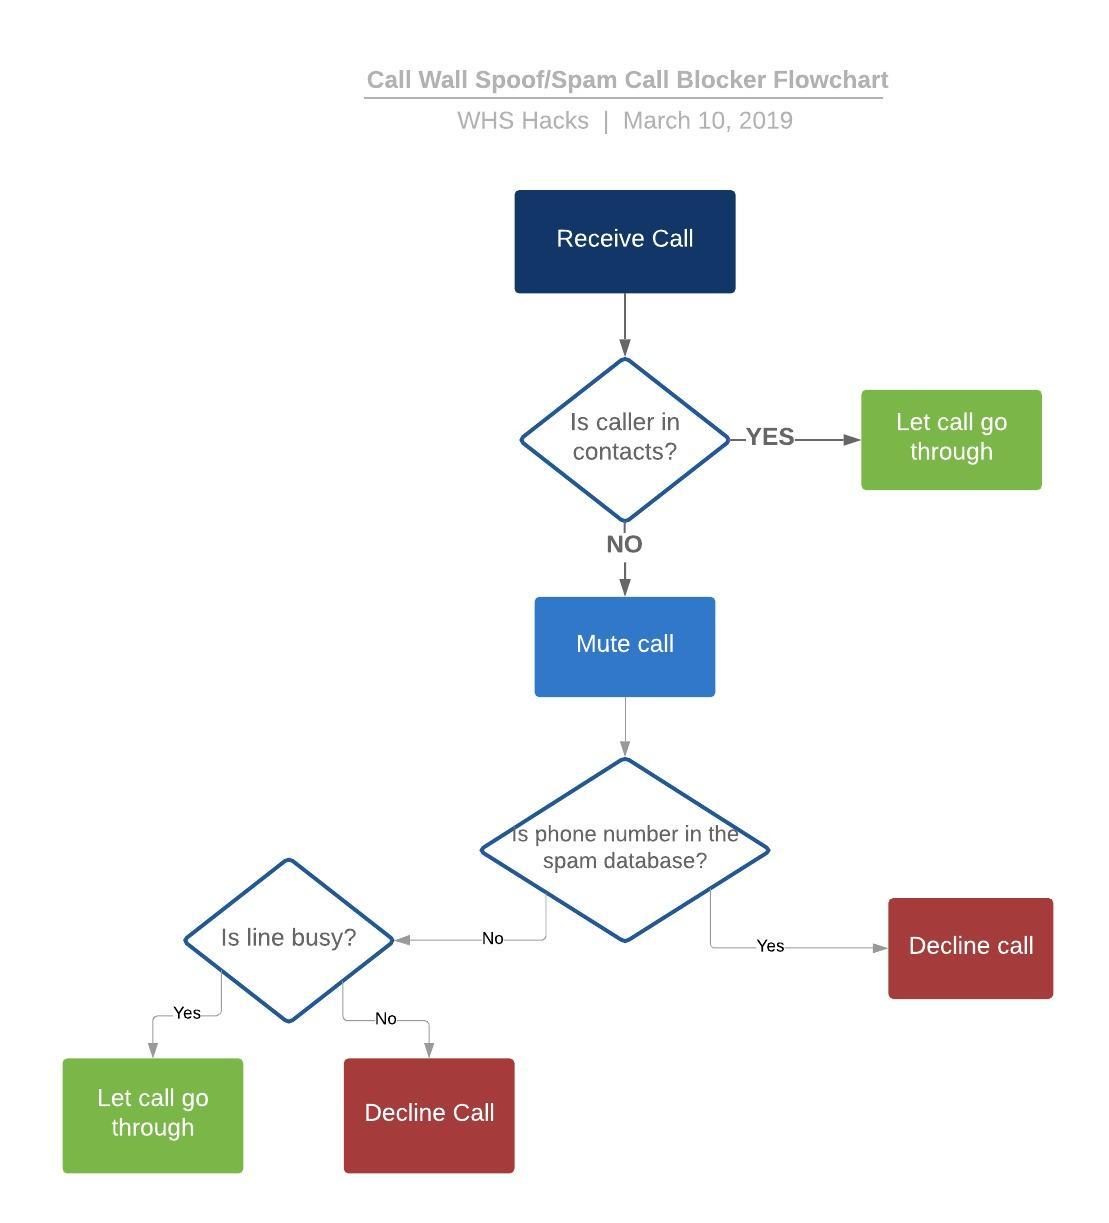 Call Wall Spoof/Spam Call Blocker Flowchart
WHS Hacks | March 10, 2019
Receive Call
Is caller in
contacts?
YES
Let call go
through
NO
Mute call
Is phone number in the
spam database?
No
Yes
Decline call
Is line busy?
Yes
No
Let call go
through
Decline Call